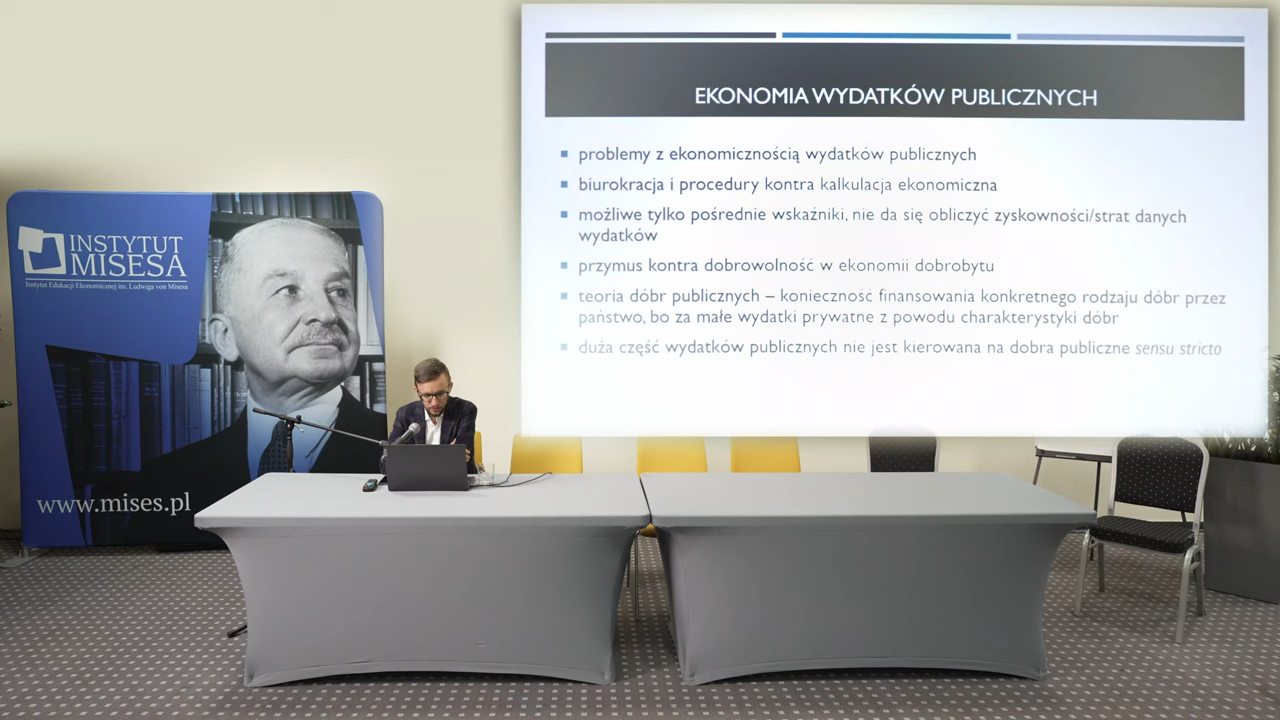 EKONOMIA WYDATKÓW PUBLICZNYCH
problemy z ekonomicznością wydatków publicznych
biurokracja i procedury kontra kalkulacja ekonomiczna
możliwe tylko pośrednie wskaźniki, nie da się obliczyć zyskowności/strat danych
wydatków
przymus kontra dobrowolność w ekonomii dobrobytu
teoria dóbr publicznych – koniecznosc finansowania konkretnego rodzaju dóbr przez
państwo, bo za małe wydatki prywatne z powodu charakterystyki dóbr
duża część wydatków publicznych nie jest kierowana na dobra publiczne sensu stricto
INSTYTUT
MISESA
Instytut Edukacji Ekonomicznej im. Ludwiga von Misesa
www.mises.pl